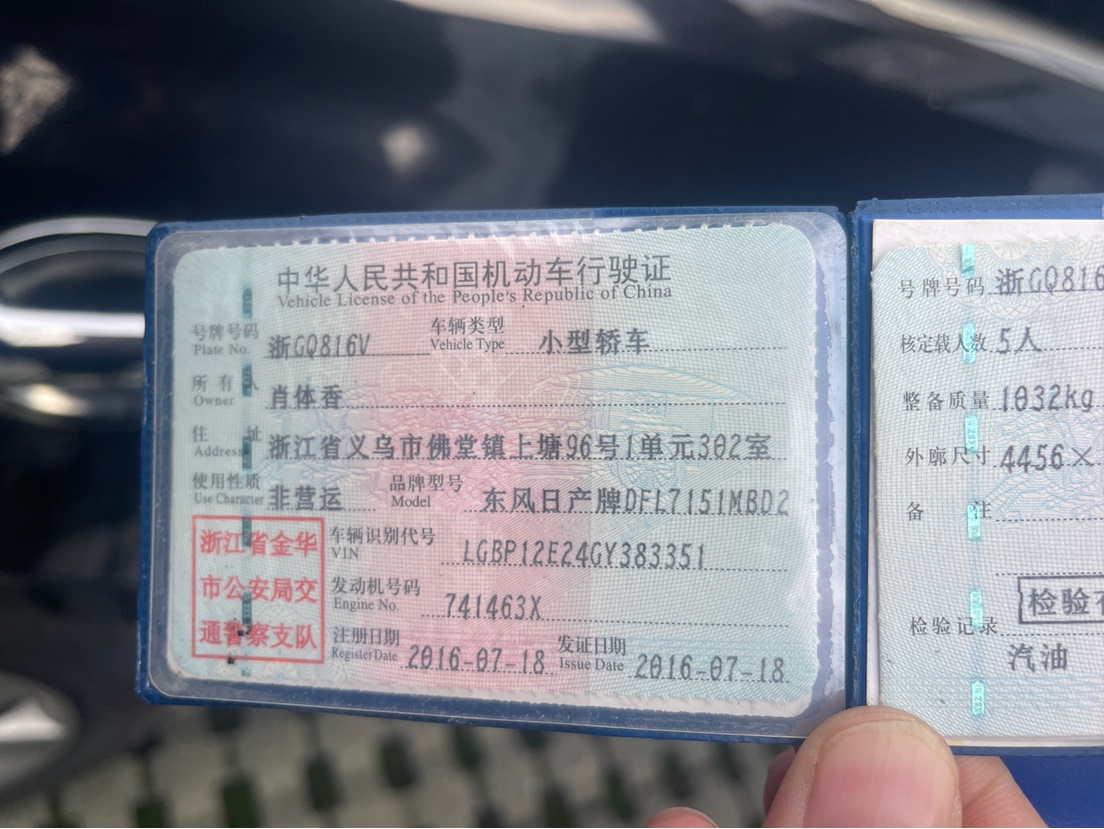 中华人民共和国机动车行驶证
Vehicle License of the People's Republic of China
号牌号码 浙GQ816V 车辆类型 小型轿车
Plate No. Vehicle Type
所有人 肖体香
Owner
住址 浙江省义乌市佛堂镇上塘96号1单元302室
Address
使用性质 非营运 品牌型号 东风日产牌DFL7151MBD2
Use Character Model
浙江省金华
市公安局交
通警察支队
车辆识别代号 LGBP12E24GY383351
VIN
发动机号码 741463X
Engine No.
注册日期 2016-07-18 发证日期 2016-07-18
Register Date Issue Date
号牌号码 浙GQ816
核定载人数 5人
整备质量 1032kg
外廓尺寸 4456×
备注
检验记录 检验有
汽油